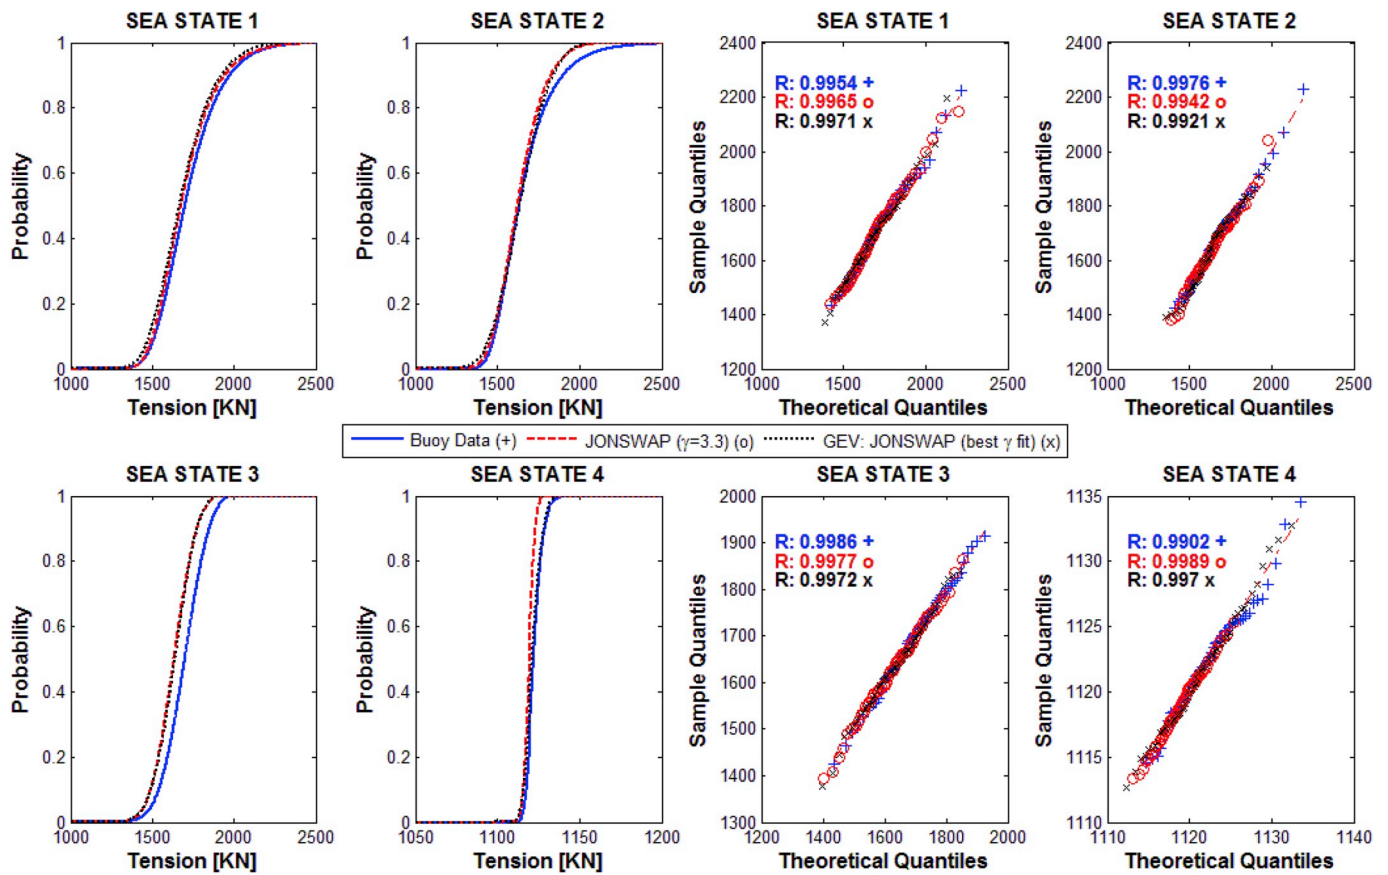 SEA STATE 1
SEA STATE 2
SEA STATE 1
SEA STATE 2
Probability
1
0.8
0.6
0.4
0.2
0
1000 1500 2000 2500
Tension [KN]
Probability
1
0.8
0.6
0.4
0.2
0
1000 1500 2000 2500
Tension [KN]
Sample Quantiles
2400
2200
2000
1800
1600
1400
1200
R: 0.9954 +
R: 0.9965 o
R: 0.9971 x
1000 1500 2000 2500
Theoretical Quantiles
Sample Quantiles
2400
2200
2000
1800
1600
1400
1200
R: 0.9976 +
R: 0.9942 o
R: 0.9921 x
1000 1500 2000 2500
Theoretical Quantiles
Buoy Data (+) JONSWAP (γ=3.3) (o) GEV: JONSWAP (best γ fit) (x)
SEA STATE 3
SEA STATE 4
SEA STATE 3
SEA STATE 4
Probability
1
0.8
0.6
0.4
0.2
0
1000 1500 2000 2500
Tension [KN]
Probability
1
0.8
0.6
0.4
0.2
0
1050 1100 1150 1200
Tension [KN]
Sample Quantiles
2000
1900
1800
1700
1600
1500
1400
1300
R: 0.9986 +
R: 0.9977 o
R: 0.9972 x
1200 1400 1600 1800 2000
Theoretical Quantiles
Sample Quantiles
1135
1130
1125
1120
1115
1110
R: 0.9902 +
R: 0.9989 o
R: 0.997 x
1110 1120 1130 1140
Theoretical Quantiles